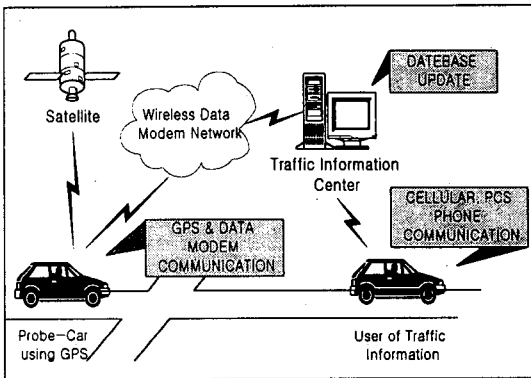 DATEBASE
UPDATE
Satellite
Wireless Data
Modem Network
Traffic Information
Center
CELLULAR, PCS
PHONE
COMMUNICATION
GPS & DATA
MODEM
COMMUNICATION
Probe-Car
using GPS
User of Traffic
Information